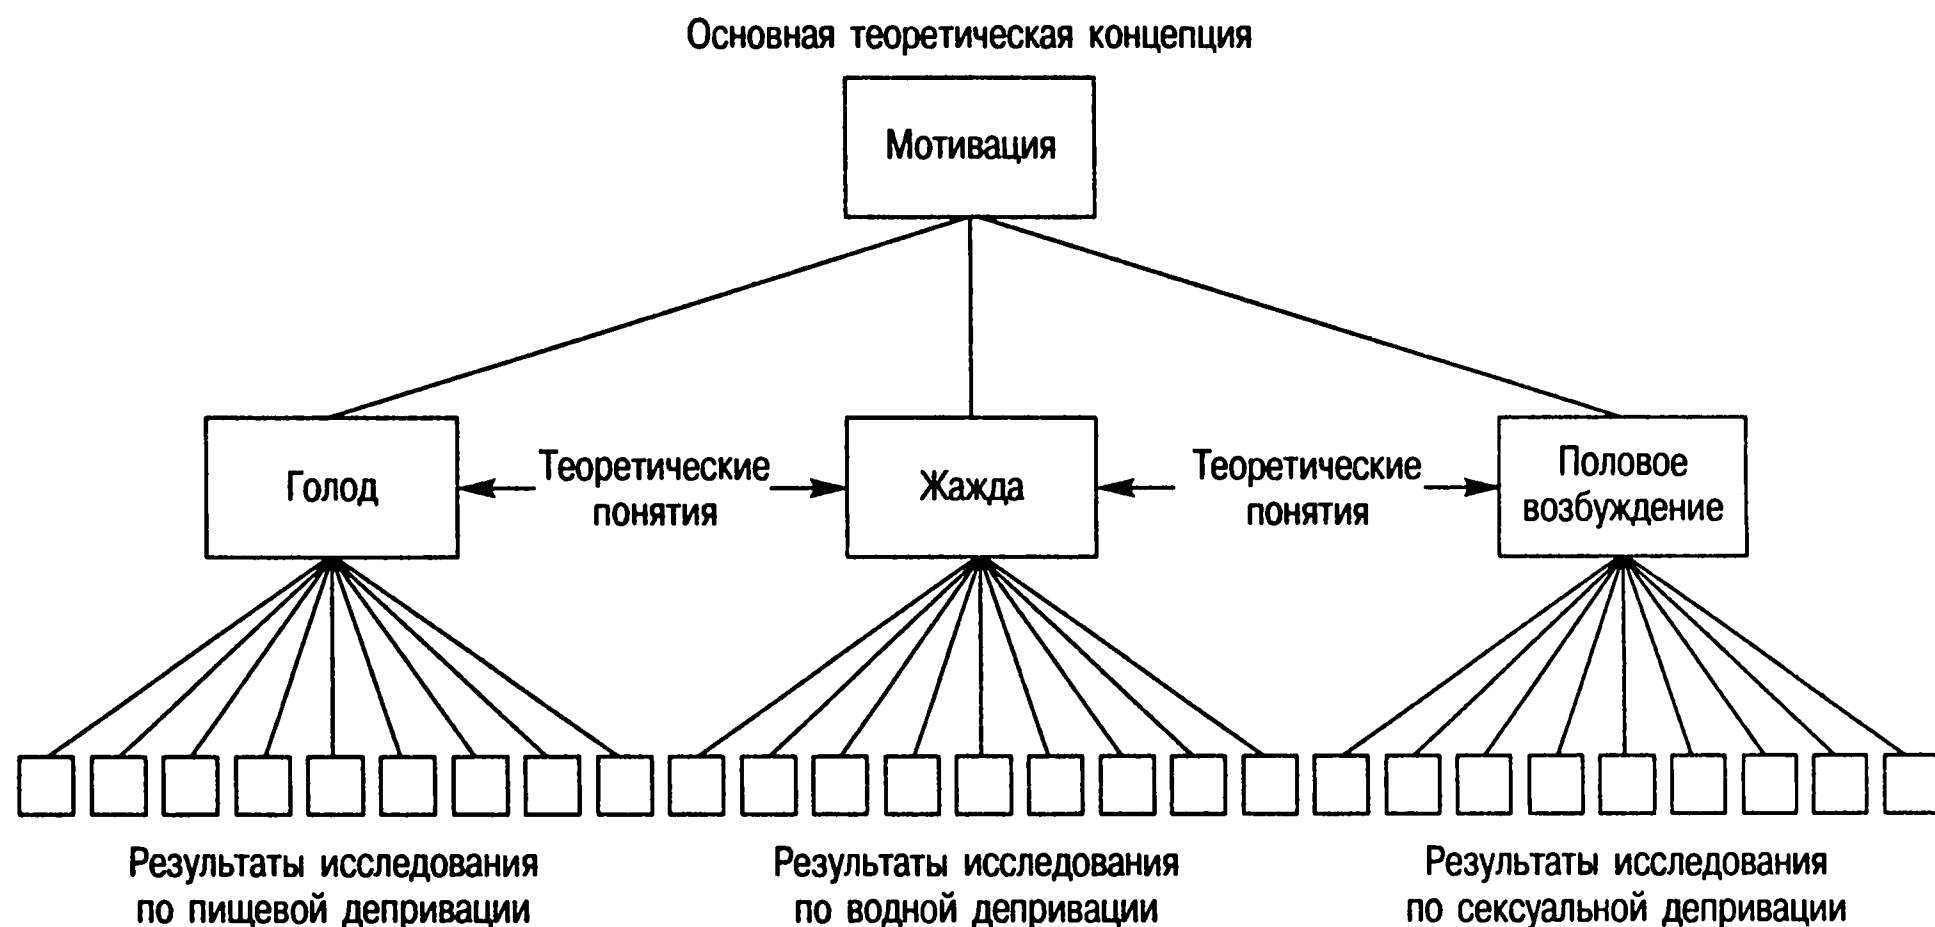 Основная теоретическая концепция
Мотивация
Голод
Теоретические
понятия
Жажда
Теоретические
понятия
Половое
возбуждение
Результаты исследования
по пищевой депривации
Результаты исследования
по водной депривации
Результаты исследования
по сексуальной депривации